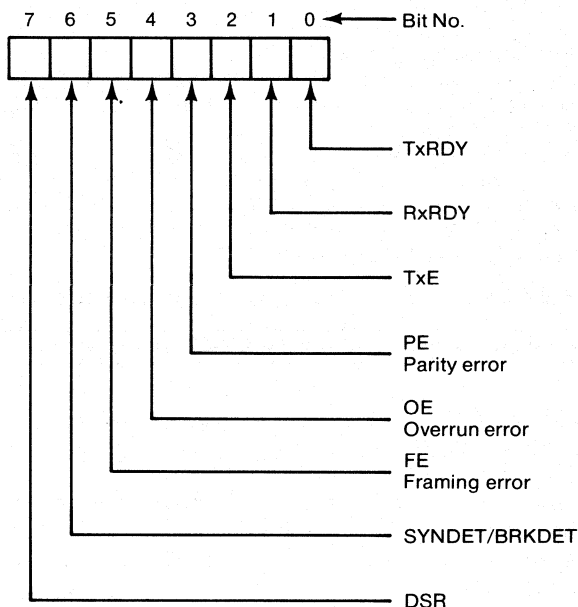 7 6 5 4 3 2 1 0 Bit No.
TxRDY
RxRDY
TxE
PE
Parity error
OE
Overrun error
FE
Framing error
SYNDET/BRKDET
DSR